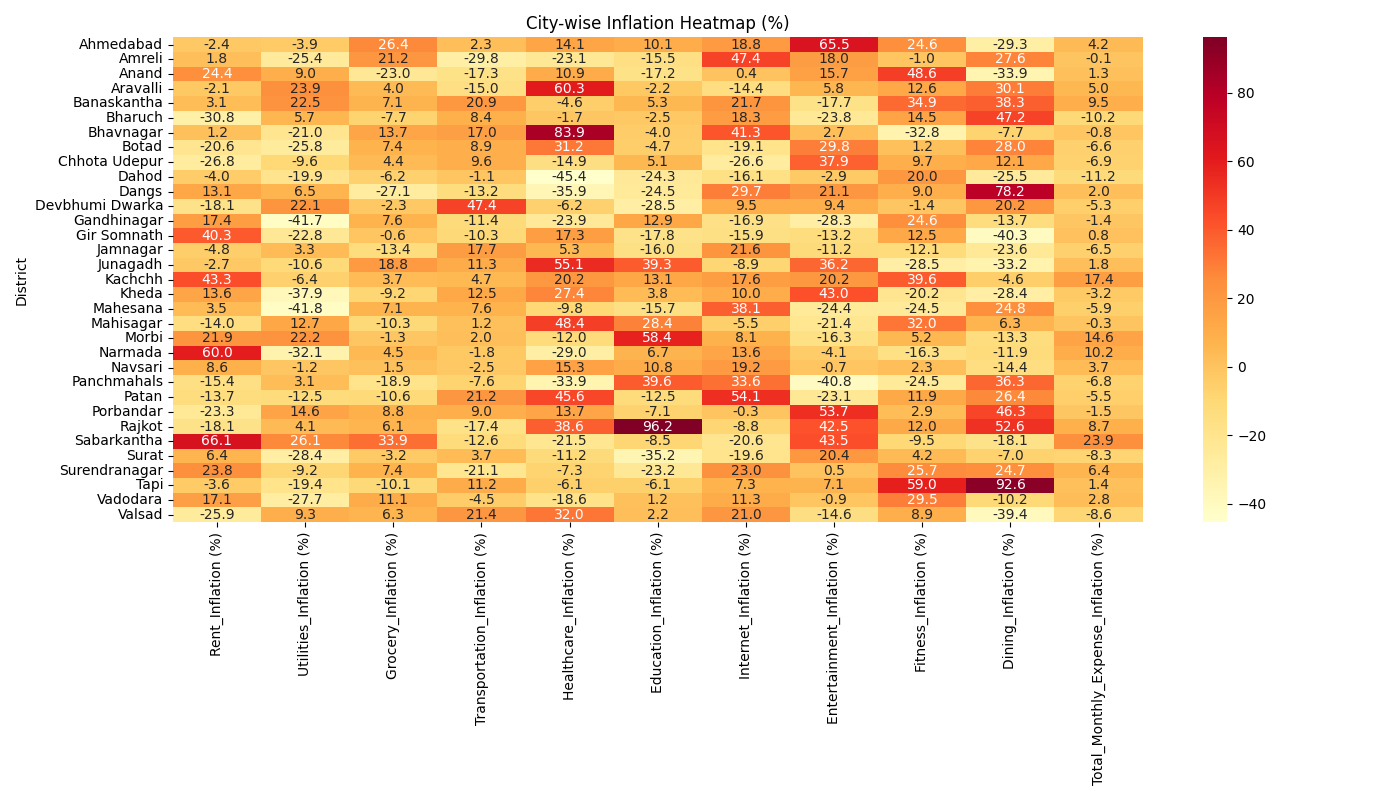 City-wise Inflation Heatmap (%)
Ahmedabad -2.4 -3.9 26.4 2.3 14.1 10.1 18.8 65.5 24.6 -29.3 4.2
Amreli 1.8 -25.4 21.2 -29.8 -23.1 -15.5 47.4 18.0 -1.0 27.6 -0.1
Anand 24.4 9.0 -23.0 -17.3 10.9 -17.2 0.4 15.7 48.6 -33.9 1.3
Aravalli -2.1 23.9 4.0 -15.0 60.3 -2.2 -14.4 5.8 12.6 30.1 5.0
Banaskantha 3.1 22.5 7.1 20.9 -4.6 5.3 21.7 -17.7 34.9 38.3 9.5
Bharuch -30.8 5.7 -7.7 8.4 -1.7 -2.5 18.3 -23.8 14.5 47.2 -10.2
Bhavnagar 1.2 -21.0 13.7 17.0 83.9 -4.0 41.3 2.7 -32.8 -7.7 -0.8
Botad -20.6 -25.8 7.4 8.9 31.2 -4.7 -19.1 29.8 1.2 28.0 -6.6
Chhota Udepur -26.8 -9.6 4.4 9.6 -14.9 5.1 -26.6 37.9 9.7 12.1 -6.9
Dahod -4.0 -19.9 -6.2 -1.1 -45.4 -24.3 -16.1 -2.9 20.0 -25.5 -11.2
Dangs 13.1 6.5 -27.1 -13.2 -35.9 -24.5 29.7 21.1 9.0 78.2 2.0
Devbhumi Dwarka -18.1 22.1 -2.3 47.4 -6.2 -28.5 9.5 9.4 -1.4 20.2 -5.3
Gandhinagar 17.4 -41.7 7.6 -11.4 -23.9 12.9 -16.9 -28.3 24.6 -13.7 -1.4
Gir Somnath 40.3 -22.8 -0.6 -10.3 17.3 -17.8 -15.9 -13.2 12.5 -40.3 0.8
Jamnagar -4.8 3.3 -13.4 17.7 5.3 -16.0 21.6 -11.2 -12.1 -23.6 -6.5
Junagadh -2.7 -10.6 18.8 11.3 55.1 39.3 -8.9 36.2 -28.5 -33.2 1.8
Kachchh 43.3 -6.4 3.7 4.7 20.2 13.1 17.6 20.2 39.6 -4.6 17.4
Kheda 13.6 -37.9 -9.2 12.5 27.4 3.8 10.0 43.0 -20.2 -28.4 -3.2
Mahesana 3.5 -41.8 7.1 7.6 -9.8 -15.7 38.1 -24.4 -24.5 24.8 -5.9
Mahisagar -14.0 12.7 -10.3 1.2 48.4 28.4 -5.5 -21.4 32.0 6.3 -0.3
Morbi 21.9 22.2 -1.3 2.0 -12.0 58.4 8.1 -16.3 5.2 -13.3 14.6
Narmada 60.0 -32.1 4.5 -1.8 -29.0 6.7 13.6 -4.1 -16.3 -11.9 10.2
Navsari 8.6 -1.2 1.5 -2.5 15.3 10.8 19.2 -0.7 2.3 -14.4 3.7
Panchmahals -15.4 3.1 -18.9 -7.6 -33.9 39.6 33.6 -40.8 -24.5 36.3 -6.8
Patan -13.7 -12.5 -10.6 21.2 45.6 -12.5 54.1 -23.1 11.9 26.4 -5.5
Porbandar -23.3 14.6 8.8 9.0 13.7 -7.1 -0.3 53.7 2.9 46.3 -1.5
Rajkot -18.1 4.1 6.1 -17.4 38.6 96.2 -8.8 42.5 12.0 52.6 8.7
Sabarkantha 66.1 26.1 33.9 -12.6 -21.5 -8.5 -20.6 43.5 -9.5 -18.1 23.9
Surat 6.4 -28.4 -3.2 3.7 -11.2 -35.2 -19.6 20.4 4.2 -7.0 -8.3
Surendranagar 23.8 -9.2 7.4 -21.1 -7.3 -23.2 23.0 0.5 25.7 24.7 6.4
Tapi -3.6 -19.4 -10.1 11.2 -6.1 -6.1 7.3 7.1 59.0 92.6 1.4
Vadodara 17.1 -27.7 11.1 -4.5 -18.6 1.2 11.3 -0.9 29.5 -10.2 2.8
Valsad -25.9 9.3 6.3 21.4 32.0 2.2 21.0 -14.6 8.9 -39.4 -8.6
District
Rent_Inflation (%)
Utilities_Inflation (%)
Grocery_Inflation (%)
Transportation_Inflation (%)
Healthcare_Inflation (%)
Education_Inflation (%)
Internet_Inflation (%)
Entertainment_Inflation (%)
Fitness_Inflation (%)
Dining_Inflation (%)
Total_Monthly_Expense_Inflation (%)
80
60
40
20
0
−20
−40